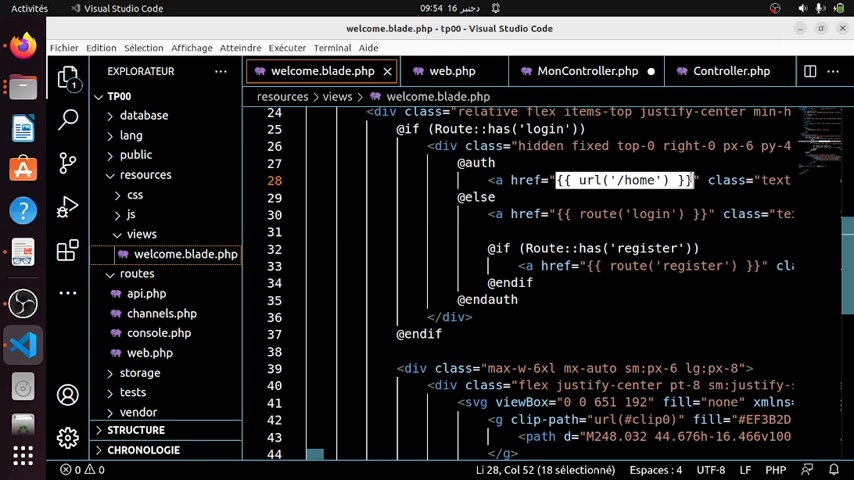 Activités
Visual Studio Code
09:54 16 دجنبر
welcome.blade.php - tp00 - Visual Studio Code
Fichier Edition Sélection Affichage Atteindre Exécuter Terminal Aide
EXPLORATEUR ···
welcome.blade.php
web.php
MonController.php
Controller.php
resources > views > welcome.blade.php
TP00
database
lang
public
resources
css
js
views
welcome.blade.php
routes
api.php
channels.php
console.php
web.php
storage
tests
vendor
STRUCTURE
CHRONOLOGIE
24 <div class="relative flex items-top justify-center min-h
25 @if (Route::has('login'))
26 <div class="hidden fixed top-0 right-0 px-6 py-4
27 @auth
28 <a href="{{ url('/home') }}" class="text
29 @else
30 <a href="{{ route('login') }}" class="te
31
32 @if (Route::has('register'))
33 <a href="{{ route('register') }}" cla
34 @endif
35 @endauth
36 </div>
37 @endif
38
39 <div class="max-w-6xl mx-auto sm:px-6 lg:px-8">
40 <div class="flex justify-center pt-8 sm:justify-s
41 <svg viewBox="0 0 651 192" fill="none" xmlns=
42 <g clip-path="url(#clip0)" fill="#EF3B2D
43 <path d="M248.032 44.676h-16.466v100
44 </g>
1
0 0
Li 28, Col 52 (18 sélectionné)
Espaces : 4
UTF-8
LF
PHP